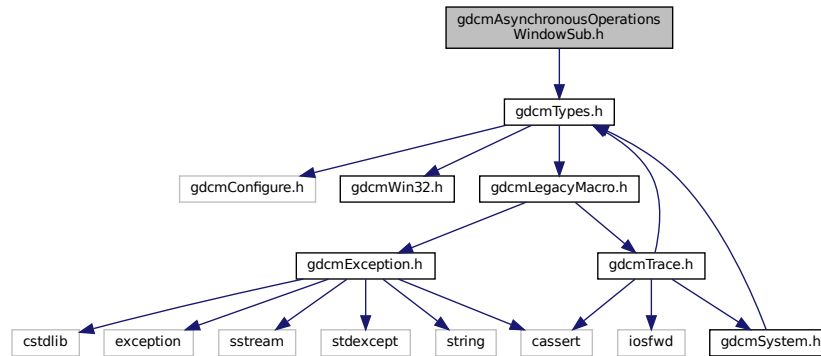 gdcmAsynchronousOperations
WindowSub.h
gdcmTypes.h
gdcmConfigure.h
gdcmWin32.h
gdcmLegacyMacro.h
gdcmException.h
gdcmTrace.h
cstdlib
exception
sstream
stdexcept
string
cassert
iosfwd
gdcmSystem.h